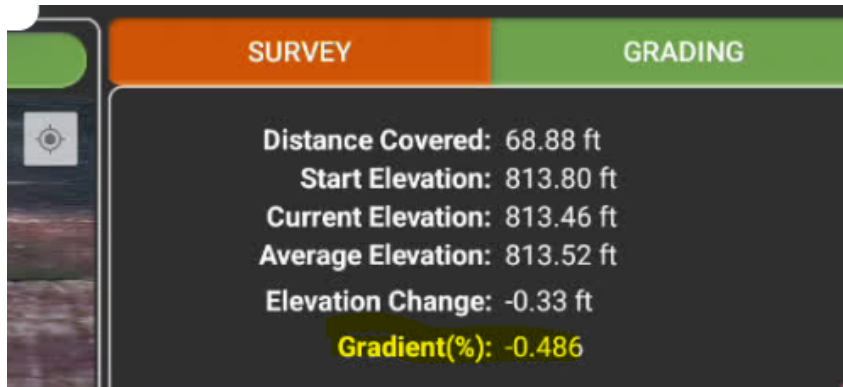 SURVEY GRADING
Distance Covered: 68.88 ft
Start Elevation: 813.80 ft
Current Elevation: 813.46 ft
Average Elevation: 813.52 ft
Elevation Change: -0.33 ft
Gradient(%): -0.486